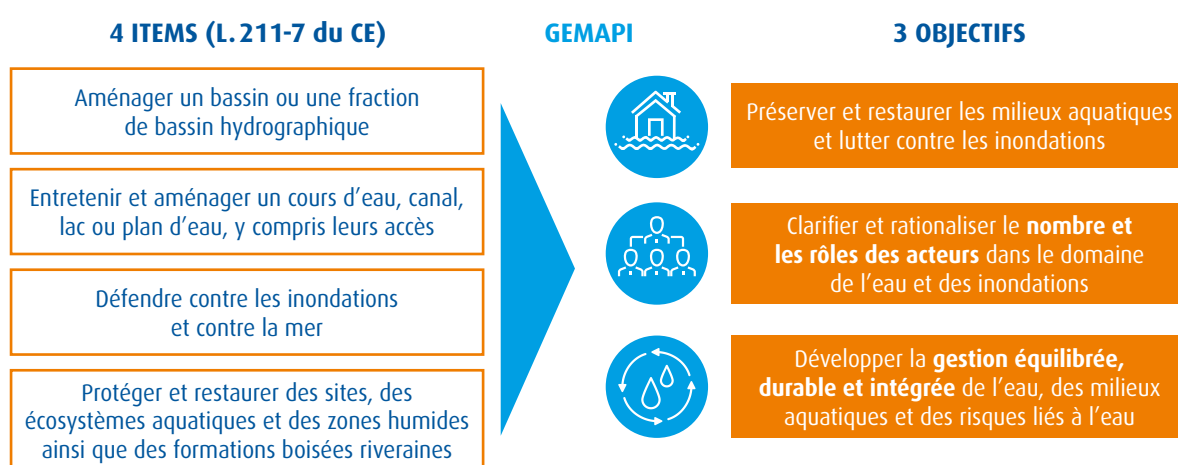 4 ITEMS (L. 211-7 du CE)
Aménager un bassin ou une fraction
de bassin hydrographique
Entretenir et aménager un cours d'eau, canal,
lac ou plan d'eau, y compris leurs accès
Défendre contre les inondations
et contre la mer
Protéger et restaurer des sites, des
écosystèmes aquatiques et des zones humides
ainsi que des formations boisées riveraines
GEMAPI
3 OBJECTIFS
Préserver et restaurer les milieux aquatiques
et lutter contre les inondations
Clarifier et rationaliser le nombre et
les rôles des acteurs dans le domaine
de l'eau et des inondations
Développer la gestion équilibrée,
durable et intégrée de l'eau, des milieux
aquatiques et des risques liés à l'eau